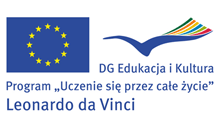 DG Edukacja i Kultura
Program „Uczenie się przez całe życie”
Leonardo da Vinci